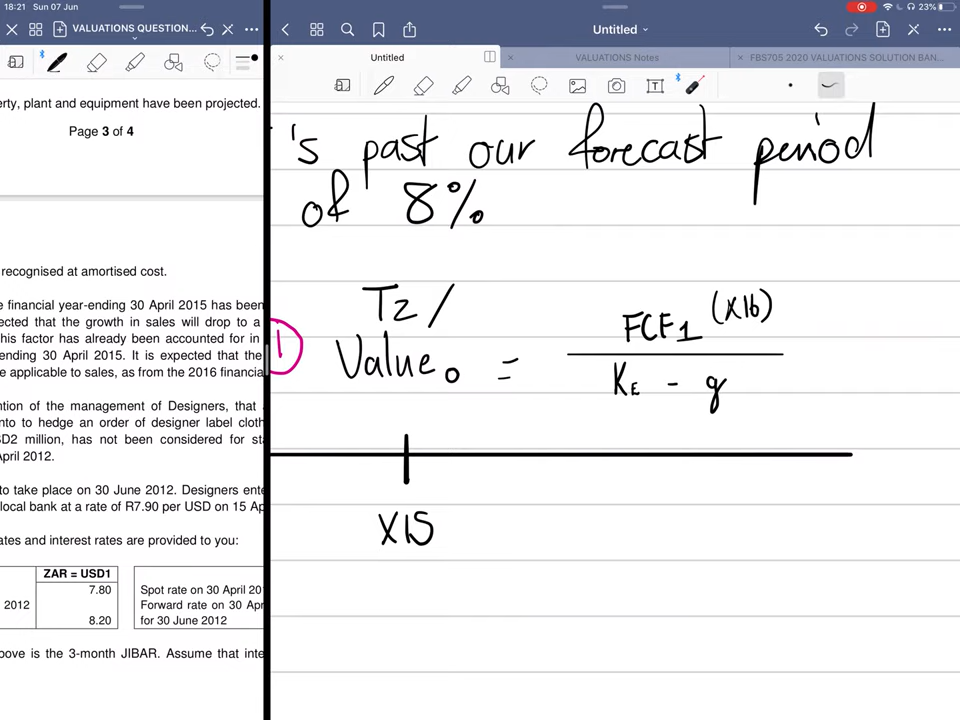 18:21 Sun 07 Jun
23%
VALUATIONS QUESTION...
Untitled
Untitled
VALUATIONS Notes
FBS705 2020 VALUATIONS SOLUTION BAN...
erty, plant and equipment have been projected.
Page 3 of 4
recognised at amortised cost.
e financial year-ending 30 April 2015 has been
ected that the growth in sales will drop to a
his factor has already been accounted for in
ending 30 April 2015. It is expected that the
e applicable to sales, as from the 2016 financia
ntion of the management of Designers, that
nto to hedge an order of designer label cloth
SD2 million, has not been considered for
April 2012.
to take place on 30 June 2012. Designers ente
local bank at a rate of R7.90 per USD on 15 Ap
ates and interest rates are provided to you:
ZAR = USD1
7.80
2012
8.20
Spot rate on 30 April 20
Forward rate on 30 Apr
for 30 June 2012
bove is the 3-month JIBAR. Assume that inte
's past our forecast period
of 8%
1
Tz /
Value0 = FCF1 (X16)
KE - g
X15